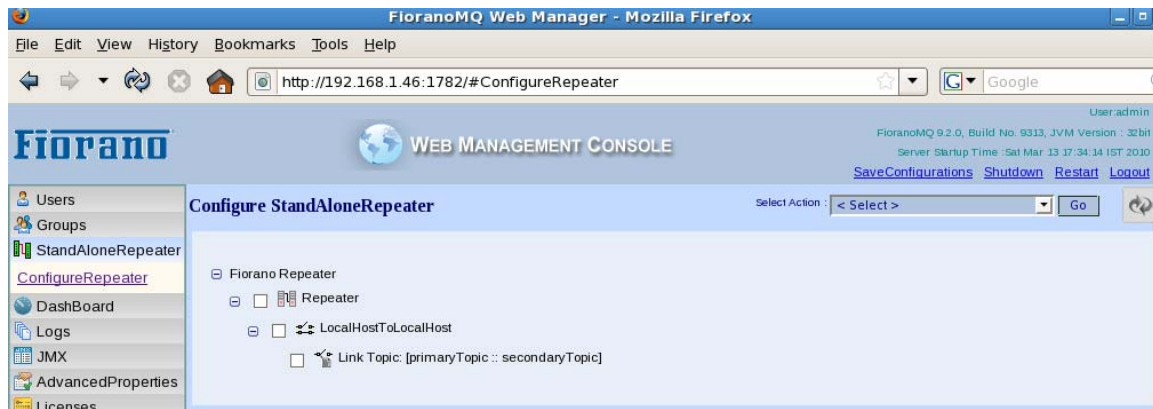 FioranoMQ Web Manager - Mozilla Firefox
File Edit View History Bookmarks Tools Help
http://192.168.1.46:1782/#ConfigureRepeater
G Google
User:admin
Fiorano
WEB MANAGEMENT CONSOLE
FioranoMQ 9.2.0, Build No. 9313, JVM Version : 32bit
Server Startup Time :Sat Mar 13 17:34:14 IST 2010
SaveConfigurations Shutdown Restart Logout
Users
Groups
StandAloneRepeater
ConfigureRepeater
DashBoard
Logs
JMX
AdvancedProperties
Licenses
Configure StandAloneRepeater
Select Action : < Select > Go
Fiorano Repeater
Repeater
LocalHostToLocalHost
Link Topic: [primaryTopic :: secondaryTopic]